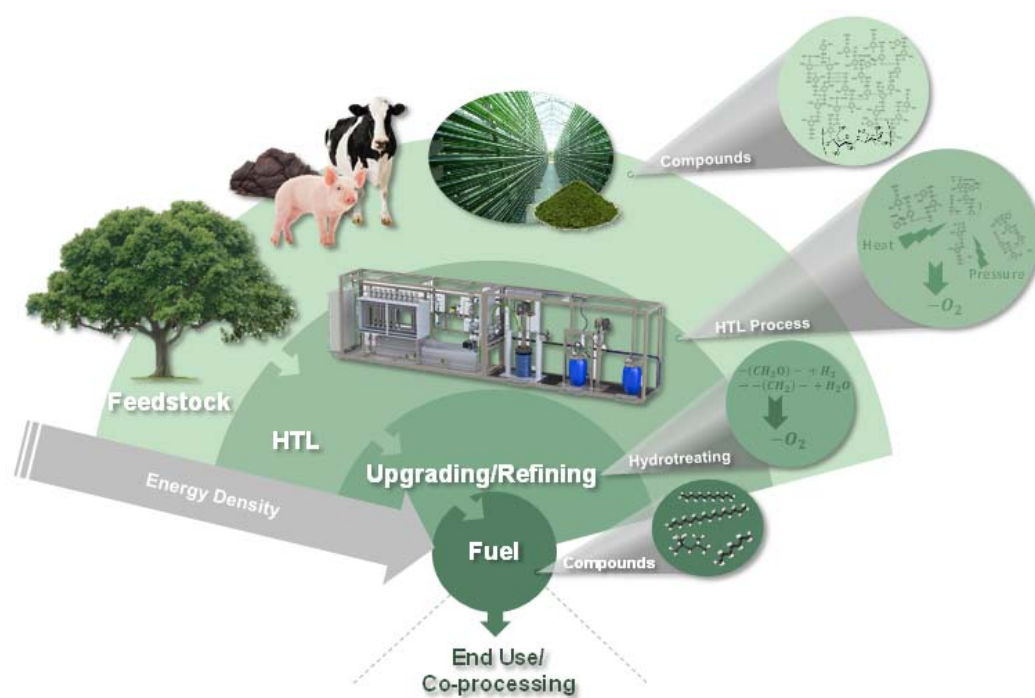 Compounds
Heat
Pressure
−O₂
HTL Process
−(CH₂O) − + H₂
→ −(CH₂) − + H₂O
−O₂
Hydrotreating
Feedstock
HTL
Upgrading/Refining
Energy Density
Fuel
Compounds
End Use/
Co-processing